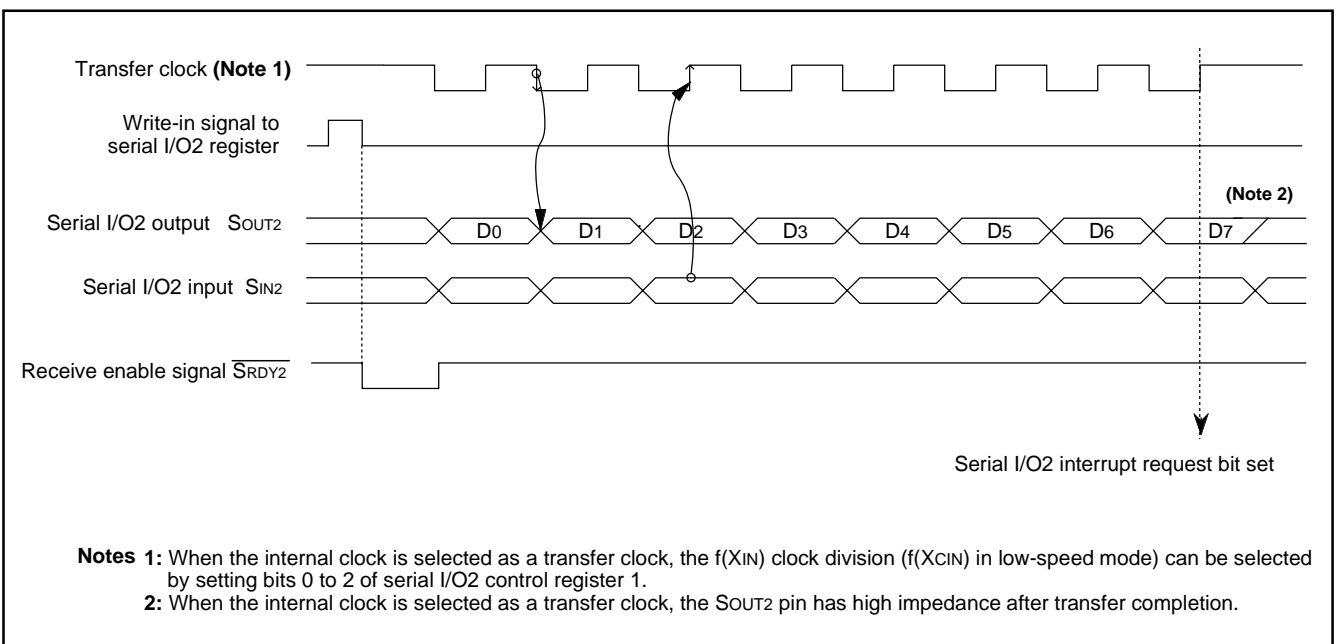 Transfer clock (Note 1)
Write-in signal to
serial I/O2 register
(Note 2)
Serial I/O2 output SOUT2
D0 D1 D2 D3 D4 D5 D6 D7
Serial I/O2 input SIN2
Receive enable signal SRDY2
Serial I/O2 interrupt request bit set
Notes 1: When the internal clock is selected as a transfer clock, the f(XIN) clock division (f(XCIN) in low-speed mode) can be selected
by setting bits 0 to 2 of serial I/O2 control register 1.
2: When the internal clock is selected as a transfer clock, the SOUT2 pin has high impedance after transfer completion.